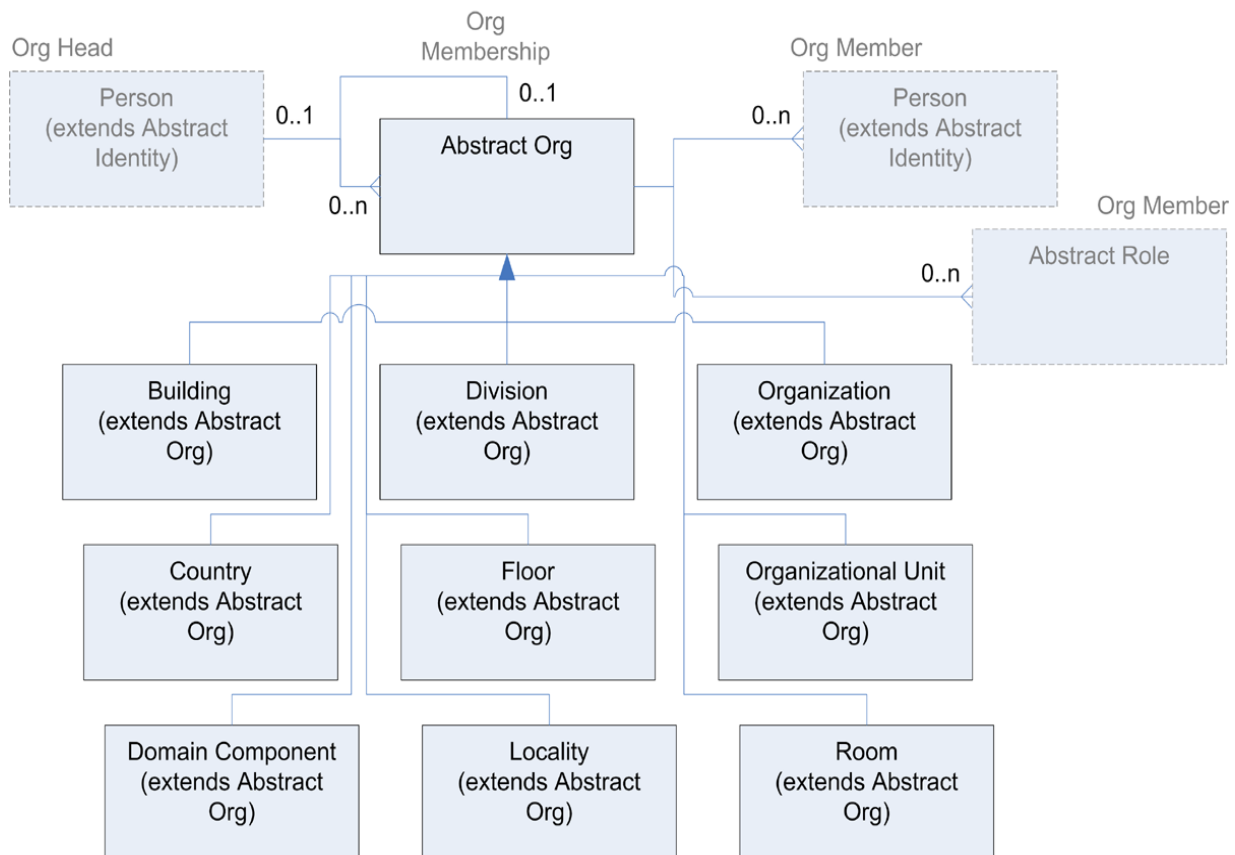 Org
Membership
Org Head
Org Member
Person
(extends Abstract
Identity)
0..1
0..1
0..n
Abstract Org
0..n
Person
(extends Abstract
Identity)
Org Member
0..n
Abstract Role
Building
(extends Abstract
Org)
Division
(extends Abstract
Org)
Organization
(extends Abstract
Org)
Country
(extends Abstract
Org)
Floor
(extends Abstract
Org)
Organizational Unit
(extends Abstract
Org)
Domain Component
(extends Abstract
Org)
Locality
(extends Abstract
Org)
Room
(extends Abstract
Org)